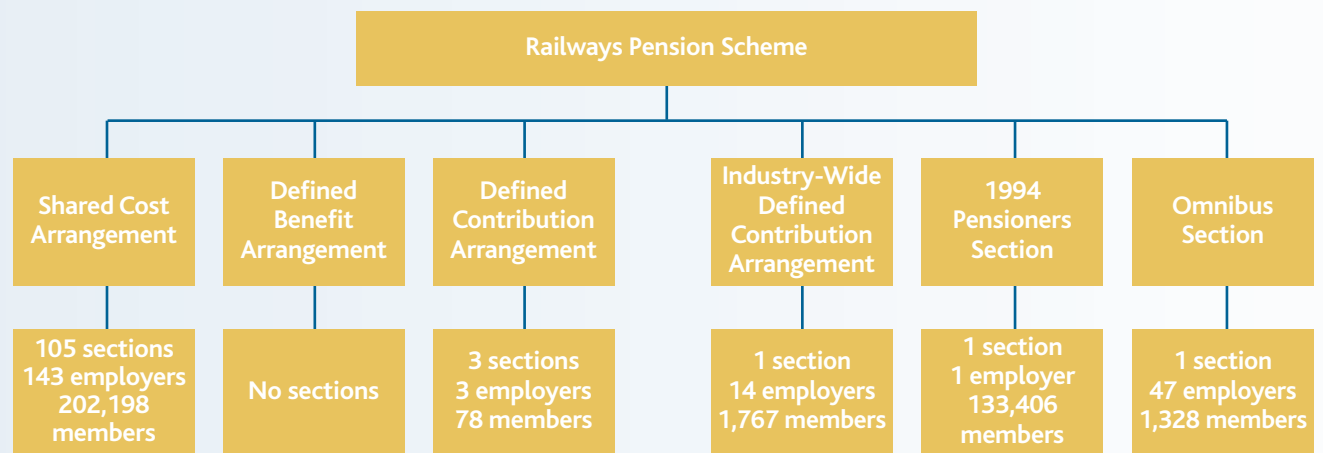 Railways Pension Scheme
Shared Cost
Arrangement
Defined
Benefit
Arrangement
Defined
Contribution
Arrangement
Industry-Wide
Defined
Contribution
Arrangement
1994
Pensioners
Section
Omnibus
Section
105 sections
143 employers
202,198
members
No sections
3 sections
3 employers
78 members
1 section
14 employers
1,767 members
1 section
1 employer
133,406
members
1 section
47 employers
1,328 members